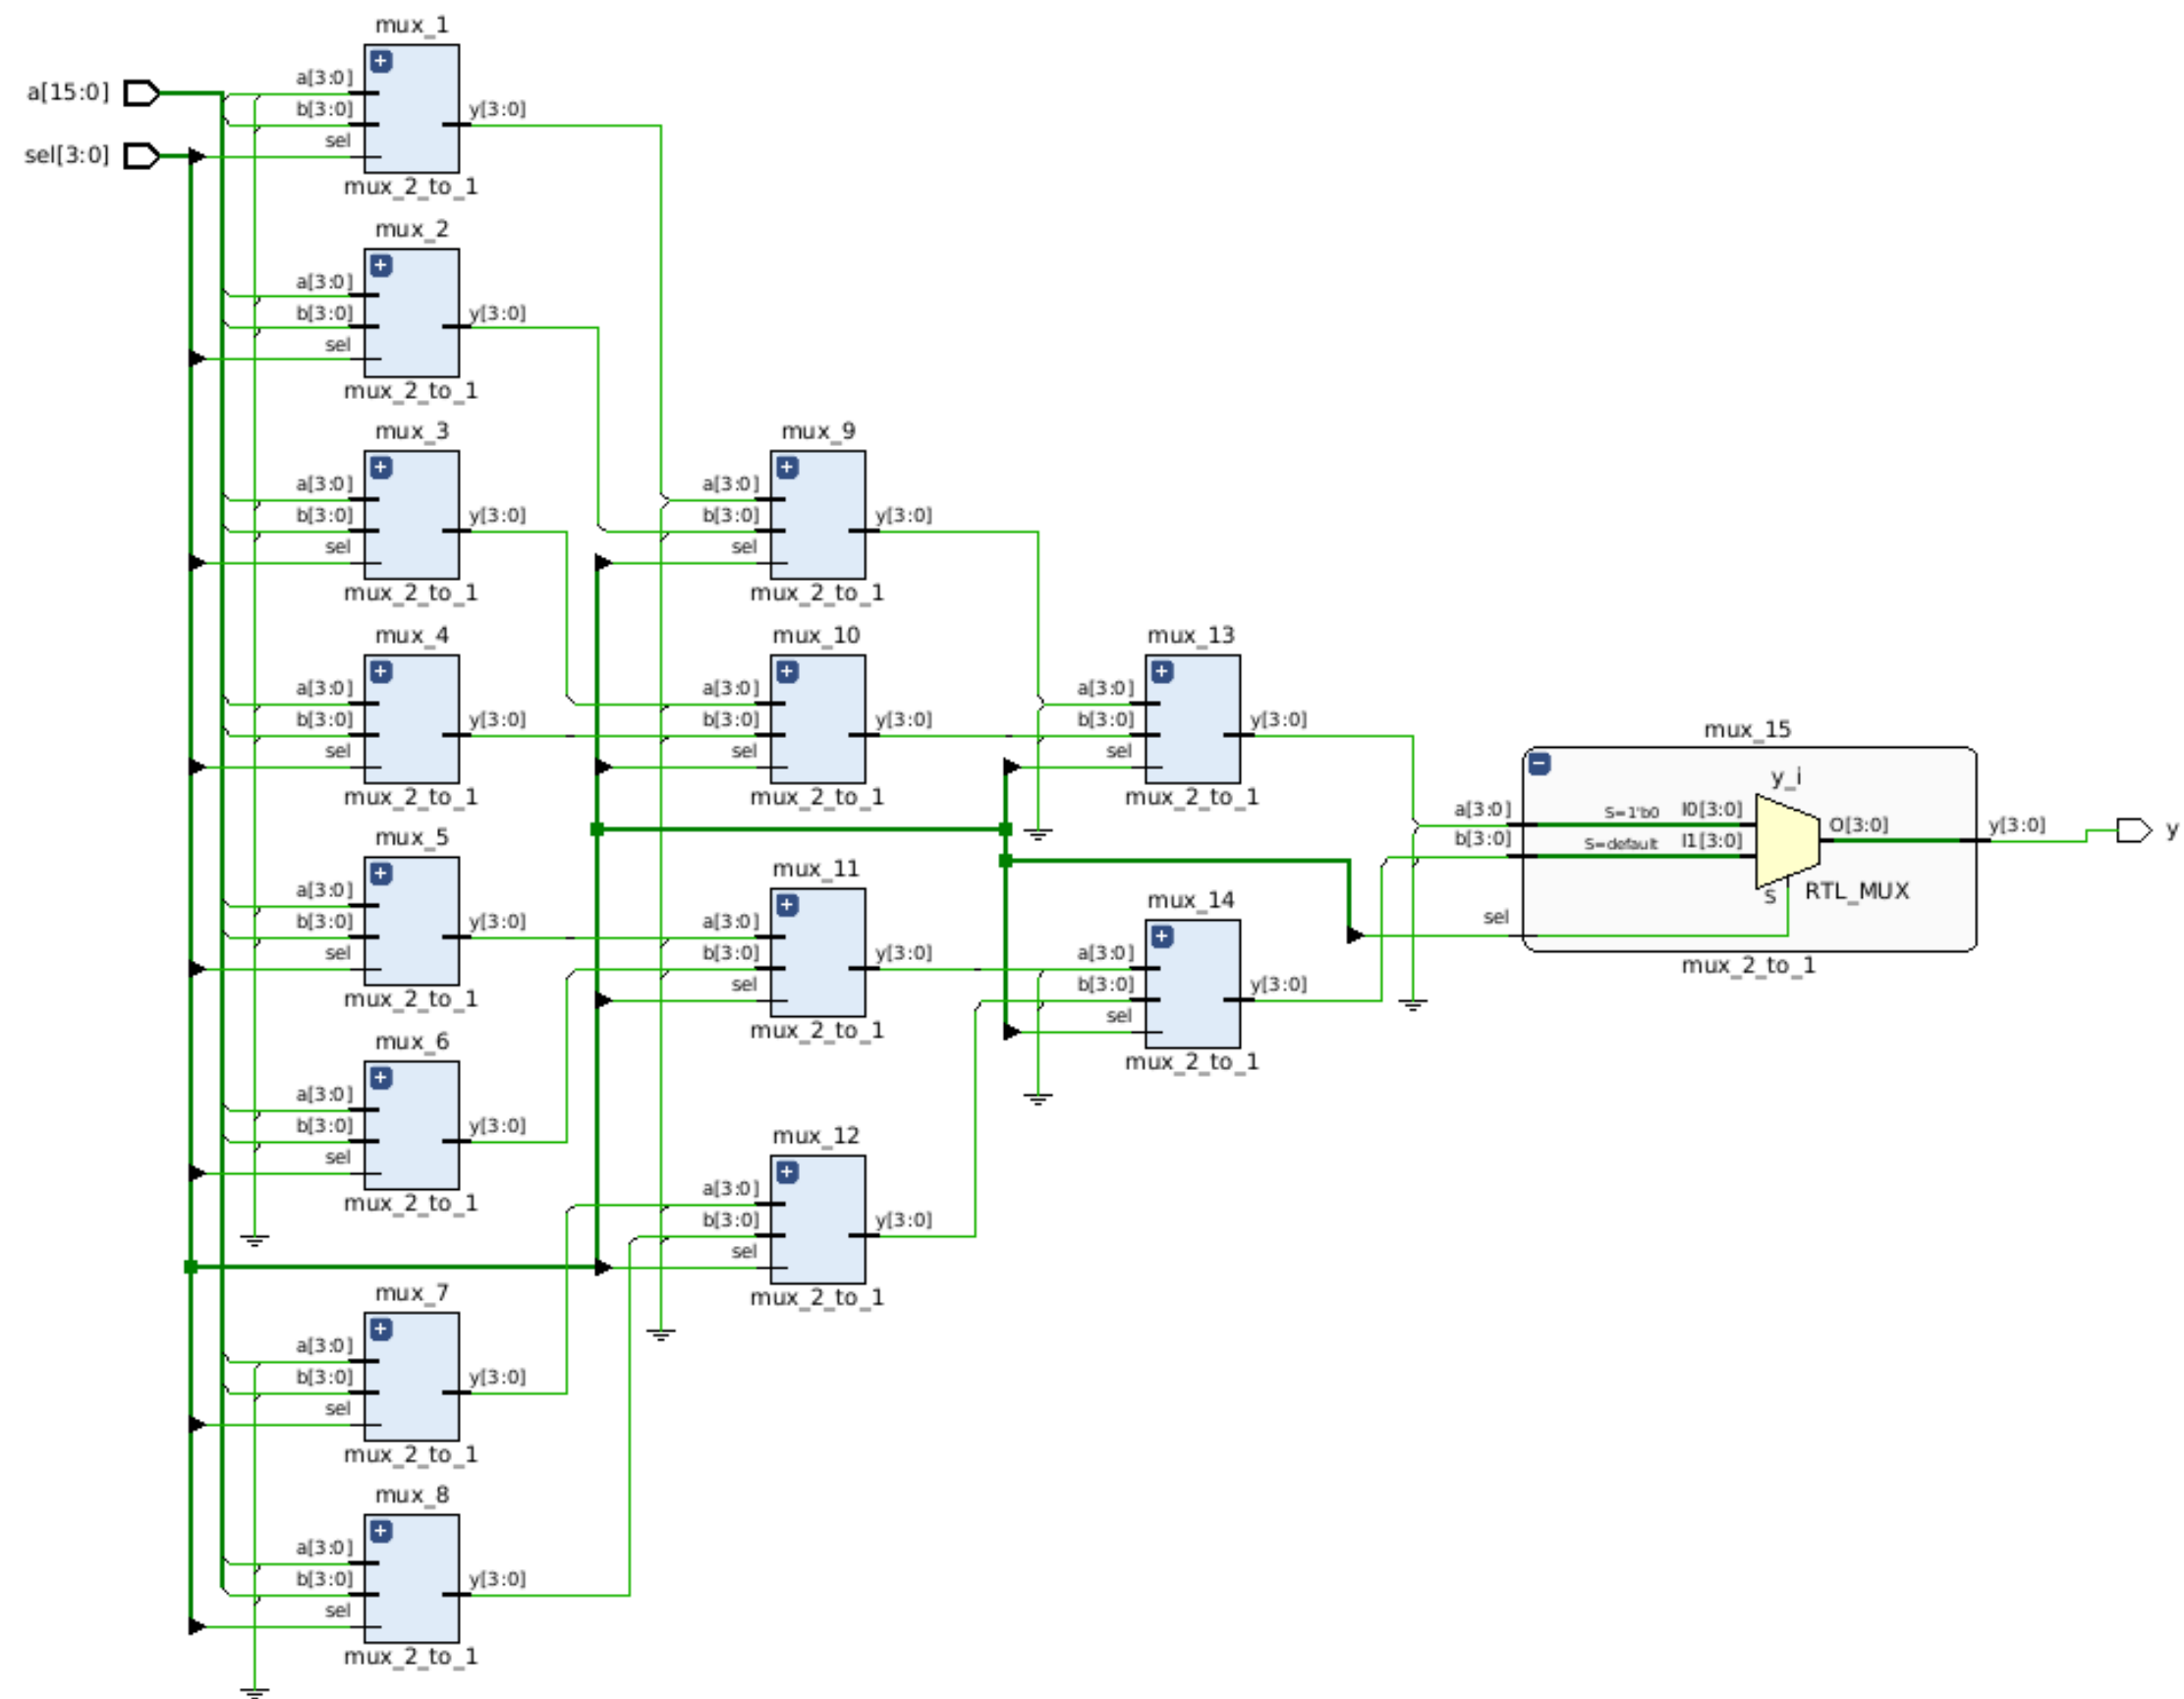 a[15:0]
sel[3:0]
mux_1
a[3:0]
b[3:0]
sel
y[3:0]
mux_2_to_1
mux_2
a[3:0]
b[3:0]
sel
y[3:0]
mux_2_to_1
mux_3
a[3:0]
b[3:0]
sel
y[3:0]
mux_2_to_1
mux_4
a[3:0]
b[3:0]
sel
y[3:0]
mux_2_to_1
mux_5
a[3:0]
b[3:0]
sel
y[3:0]
mux_2_to_1
mux_6
a[3:0]
b[3:0]
sel
y[3:0]
mux_2_to_1
mux_7
a[3:0]
b[3:0]
sel
y[3:0]
mux_2_to_1
mux_8
a[3:0]
b[3:0]
sel
y[3:0]
mux_2_to_1
mux_9
a[3:0]
b[3:0]
sel
y[3:0]
mux_2_to_1
mux_10
a[3:0]
b[3:0]
sel
y[3:0]
mux_2_to_1
mux_11
a[3:0]
b[3:0]
sel
y[3:0]
mux_2_to_1
mux_12
a[3:0]
b[3:0]
sel
y[3:0]
mux_2_to_1
mux_13
a[3:0]
b[3:0]
sel
y[3:0]
mux_2_to_1
mux_14
a[3:0]
b[3:0]
sel
y[3:0]
mux_2_to_1
mux_15
a[3:0]
b[3:0]
sel
y_i
S=1'b0
I0[3:0]
S=default
I1[3:0]
O[3:0]
S
RTL_MUX
y[3:0]
mux_2_to_1
y